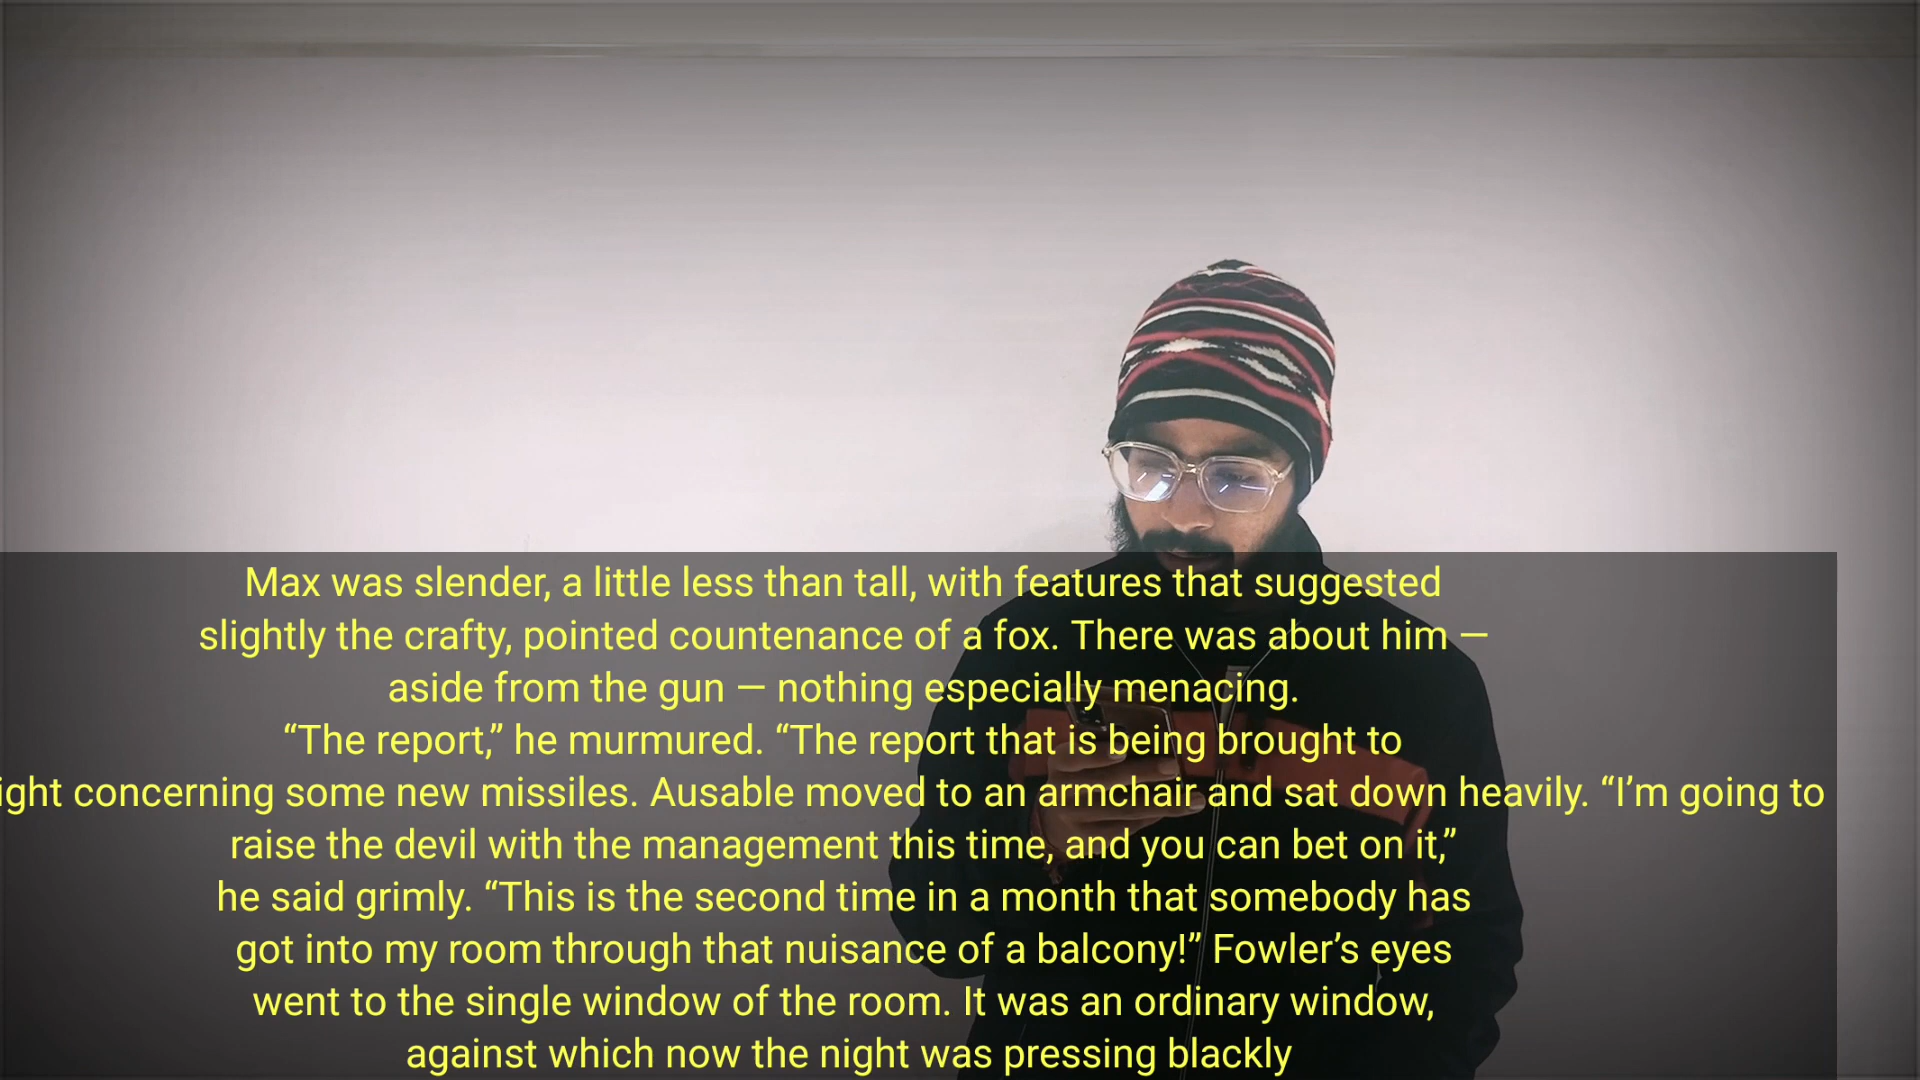 Max was slender, a little less than tall, with features that suggested
slightly the crafty, pointed countenance of a fox. There was about him —
aside from the gun — nothing especially menacing.
“The report,” he murmured. “The report that is being brought to
concerning some new missiles. Ausable moved to an armchair and sat down heavily. “I’m going to
raise the devil with the management this time, and you can bet on it,”
he said grimly. “This is the second time in a month that somebody has
got into my room through that nuisance of a balcony!” Fowler’s eyes
went to the single window of the room. It was an ordinary window,
against which now the night was pressing blackly